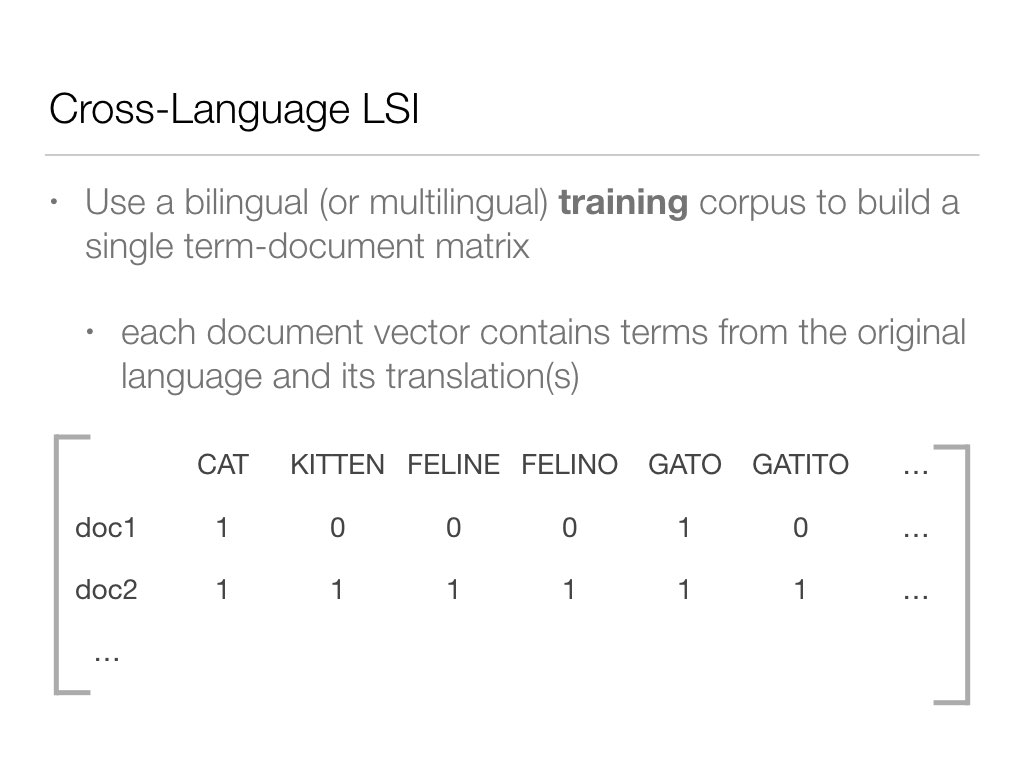 Cross-Language LSI
• Use a bilingual (or multilingual) training corpus to build a
single term-document matrix
• each document vector contains terms from the original
language and its translation(s)
CAT KITTEN FELINE FELINO GATO GATITO ...
doc1 1 0 0 0 1 0 ...
doc2 1 1 1 1 1 1 ...
...